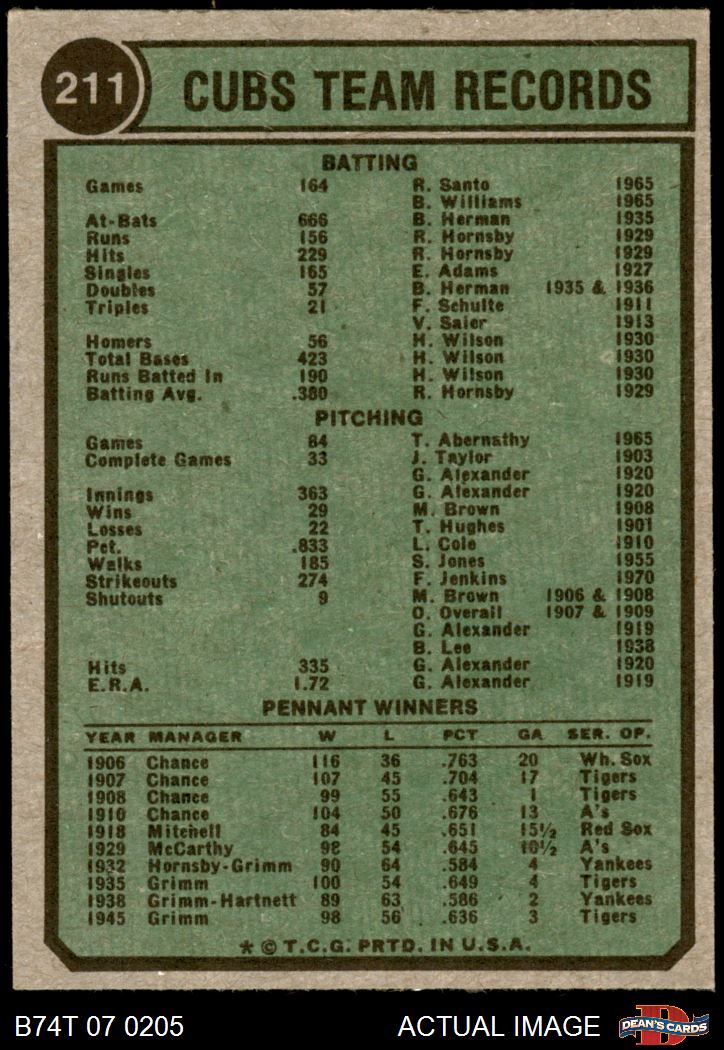 211 CUBS TEAM RECORDS
BATTING
Games 164 R. Santo 1965
B. Williams 1965
At-Bats 666 B. Herman 1935
Runs 156 R. Hornsby 1929
Hits 229 R. Hornsby 1929
Singles 165 E. Adams 1927
Doubles 57 B. Herman 1935 & 1936
Triples 21 F. Schulte 1911
V. Saier 1913
Homers 56 H. Wilson 1930
Total Bases 423 H. Wilson 1930
Runs Batted In 190 H. Wilson 1930
Batting Avg. .380 R. Hornsby 1929
PITCHING
Games 84 T. Abernathy 1965
Complete Games 33 J. Taylor 1903
G. Alexander 1920
Innings 363 G. Alexander 1920
Wins 29 M. Brown 1908
Losses 22 T. Hughes 1901
Pct. .833 L. Cole 1910
Walks 185 S. Jones 1955
Strikeouts 274 F. Jenkins 1970
Shutouts 9 M. Brown 1906 & 1908
O. Overall 1907 & 1909
G. Alexander 1919
B. Lee 1938
Hits 335 G. Alexander 1920
E.R.A. 1.72 G. Alexander 1919
PENNANT WINNERS
YEAR MANAGER W L PCT GA SER. OP.
1906 Chance 116 36 .763 20 Wh. Sox
1907 Chance 107 45 .704 17 Tigers
1908 Chance 99 55 .643 1 Tigers
1910 Chance 104 50 .676 13 A's
1918 Mitchell 84 45 .651 15½ Red Sox
1929 McCarthy 98 54 .645 10½ A's
1932 Hornsby-Grimm 90 64 .584 4 Yankees
1935 Grimm 100 54 .649 4 Tigers
1938 Grimm-Hartnett 89 63 .586 2 Yankees
1945 Grimm 98 56 .636 3 Tigers
* © T.C.G. PRTD. IN U.S.A.
B74T 07 0205 ACTUAL IMAGE D DEAN'S CARDS